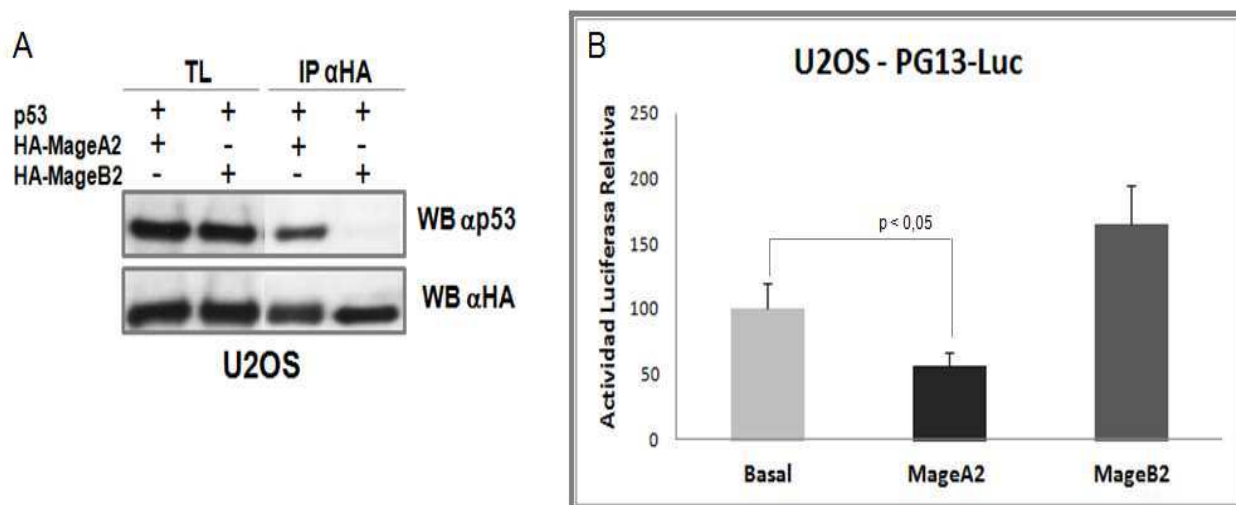 A
TL IP αHA
p53 + + + +
HA-MageA2 + - + -
HA-MageB2 - + - +
WB αp53
WB αHA
U2OS
B
U2OS - PG13-Luc
Actividad Luciferasa Relativa
250
200
150
100
50
0
p < 0,05
Basal MageA2 MageB2